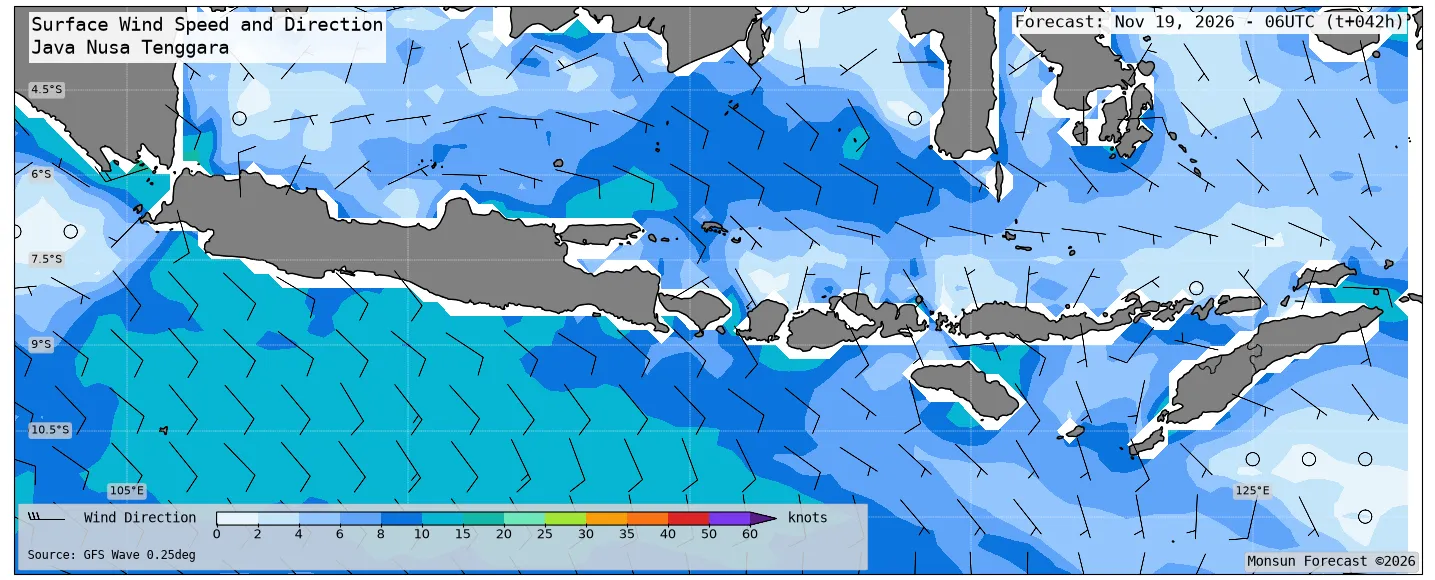 Surface Wind Speed and Direction
Java Nusa Tenggara
Forecast: Nov 19, 2026 - 06UTC (t+042h)
4.5°S
6°S
7.5°S
9°S
10.5°S
105°E
125°E
Wind Direction
0 2 4 6 8 10 15 20 25 30 35 40 50 60
knots
Source: GFS Wave 0.25deg
Monsun Forecast ©2026